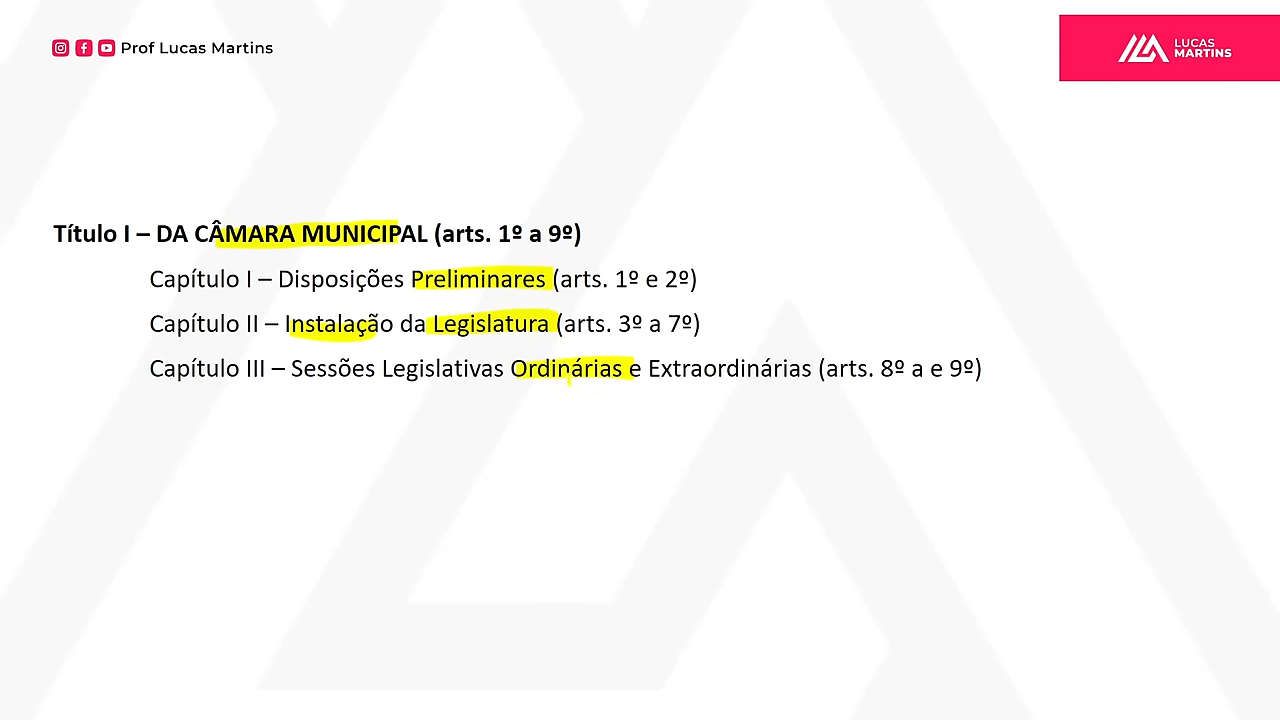 Prof Lucas Martins
LUCAS
MARTINS
Título I – DA CÂMARA MUNICIPAL (arts. 1º a 9º)
Capítulo I – Disposições Preliminares (arts. 1º e 2º)
Capítulo II – Instalação da Legislatura (arts. 3º a 7º)
Capítulo III – Sessões Legislativas Ordinárias e Extraordinárias (arts. 8º a e 9º)